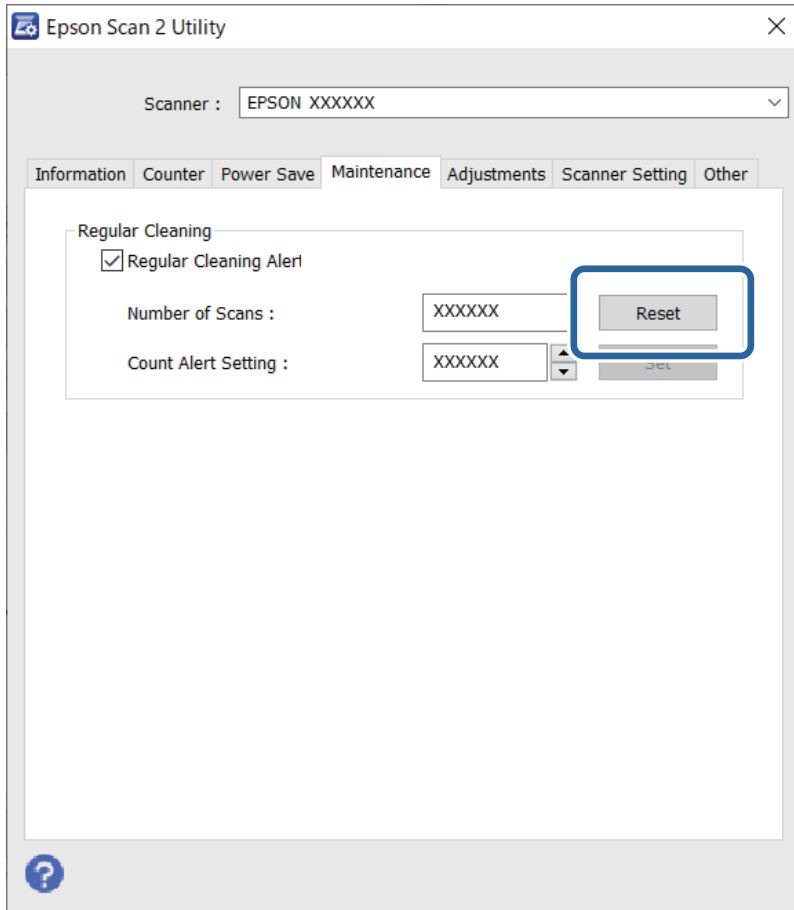 Epson Scan 2 Utility
Scanner : EPSON XXXXXX
Information Counter Power Save Maintenance Adjustments Scanner Setting Other
Regular Cleaning
Regular Cleaning Alert
Number of Scans : XXXXXX Reset
Count Alert Setting : XXXXXX Set
?